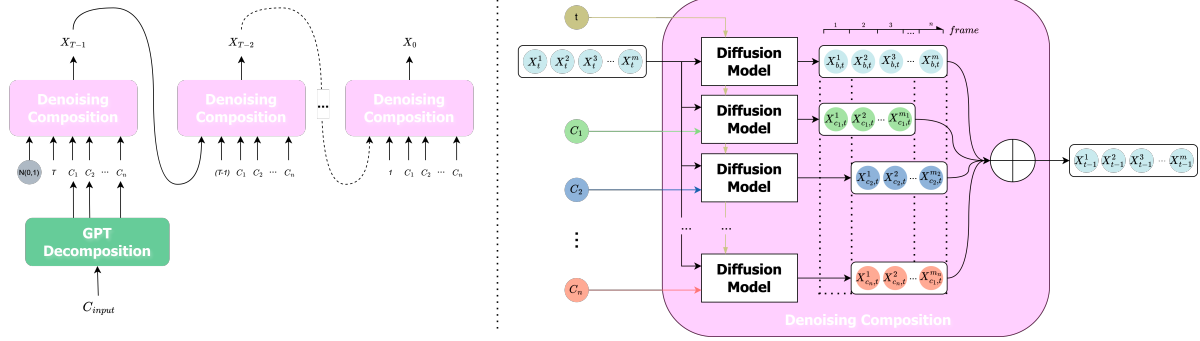 $X_{T-1}$
$X_{T-2}$
$X_0$
Denoising
Composition
Denoising
Composition
...
Denoising
Composition
N(0,1) T $C_1$ $C_2$ ... $C_n$
(T-1) $C_1$ $C_2$ ... $C_n$
1 $C_1$ $C_2$ ... $C_n$
GPT
Decomposition
$C_{input}$
t
1 2 3 ... n frame
$X_t^1$ $X_t^2$ $X_t^3$ ... $X_t^m$
Diffusion
Model
$X_{b,t}^1$ $X_{b,t}^2$ $X_{b,t}^3$ ... $X_{b,t}^m$
$C_1$
Diffusion
Model
$X_{c_1,t}^1$ $X_{c_1,t}^2$ ... $X_{c_1,t}^{m_1}$
$C_2$
Diffusion
Model
$X_{c_2,t}^1$ $X_{c_2,t}^2$ ... $X_{c_2,t}^{m_2}$
$X_{t-1}^1$ $X_{t-1}^2$ $X_{t-1}^3$ ... $X_{t-1}^m$
... ...
$C_n$
Diffusion
Model
$X_{c_n,t}^1$ $X_{c_n,t}^2$ ... $X_{c_1,t}^{m_n}$
Denoising Composition